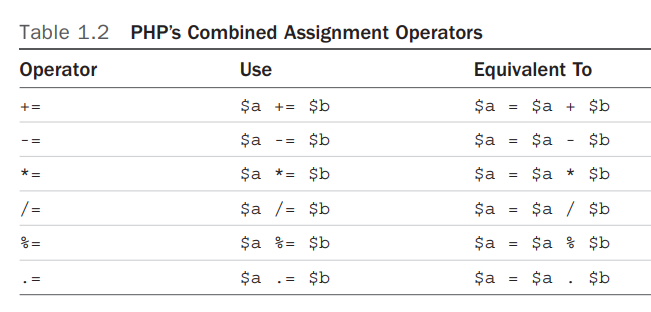 Table 1.2 PHP's Combined Assignment Operators
Operator Use Equivalent To
+= $a += $b $a = $a + $b
-= $a -= $b $a = $a - $b
*= $a *= $b $a = $a * $b
/= $a /= $b $a = $a / $b
%= $a %= $b $a = $a % $b
.= $a .= $b $a = $a . $b